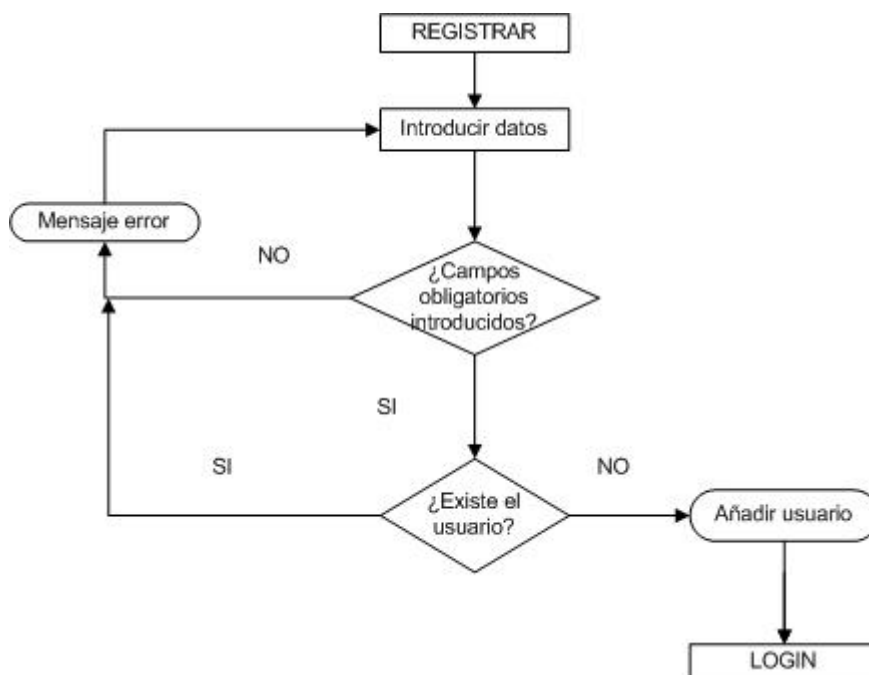 REGISTRAR
Introducir datos
Mensaje error
NO
¿Campos
obligatorios
introducidos?
SI
SI
NO
¿Existe el
usuario?
Añadir usuario
LOGIN